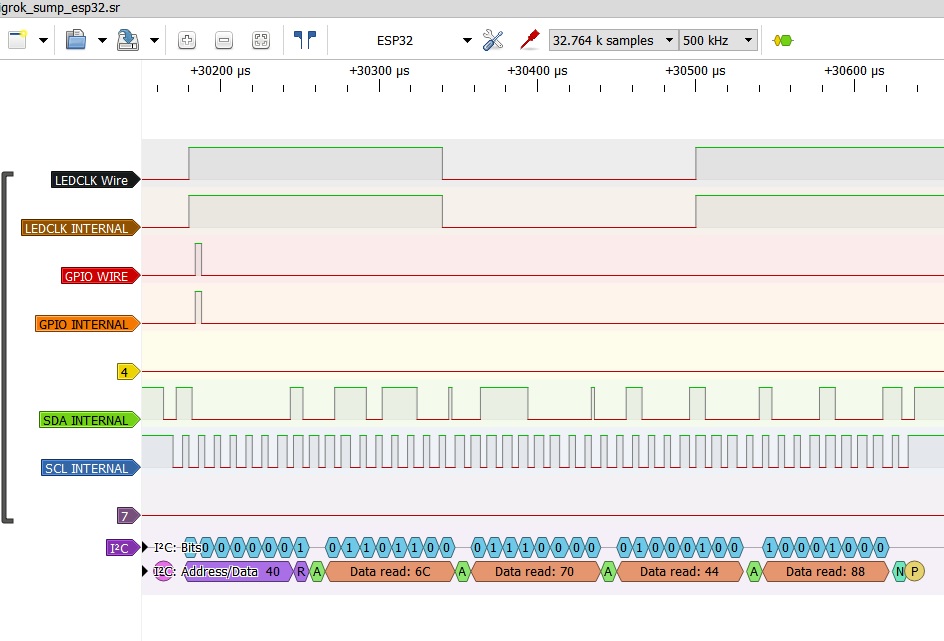 igrok_sump_esp32.sr
ESP32 32.764 k samples 500 kHz
+30200 µs +30300 µs +30400 µs +30500 µs +30600 µs
LEDCLK Wire
LEDCLK INTERNAL
GPIO WIRE
GPIO INTERNAL
4
SDA INTERNAL
SCL INTERNAL
7
I²C I²C: Bits 0 0 0 0 0 0 1 0 1 1 0 1 1 0 0 0 1 1 1 0 0 0 0 0 1 0 0 0 1 0 0 1 0 0 0 1 0 0 0
I²C: Address/Data 40 R A Data read: 6C A Data read: 70 A Data read: 44 A Data read: 88 N P